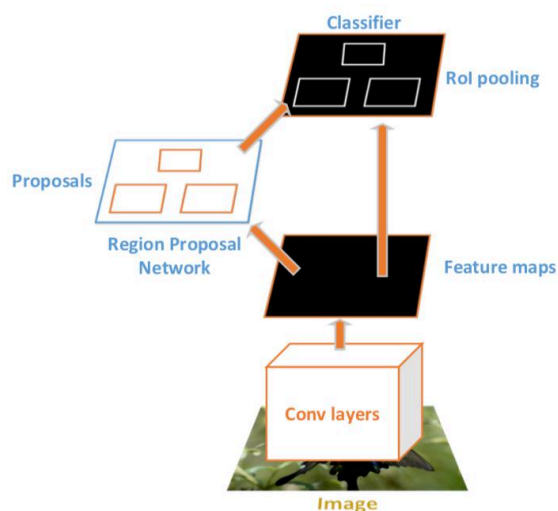 Classifier
RoI pooling
Proposals
Region Proposal
Network
Feature maps
Conv layers
Image